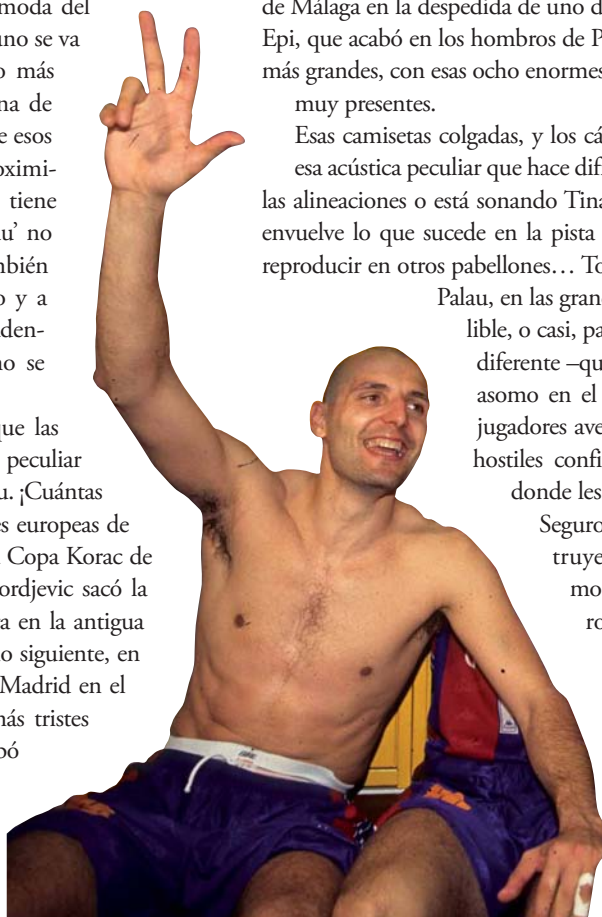 moda del
uno se va
o más
na de
e esos
oximi-
tiene
u’ no
mbién
o y a
den-
no se
que las
peculiar
u. ¡Cuántas
es europeas de
Copa Korac de
ordjevic sacó la
ra en la antigua
o siguiente, en
Madrid en el
más tristes
bó
de Málaga en la despedida de uno d
Epi, que acabó en los hombros de P
más grandes, con esas ocho enormes
muy presentes.
Esas camisetas colgadas, y los cá
esa acústica peculiar que hace difí
las alineaciones o está sonando Tina
envuelve lo que sucede en la pista
reproducir en otros pabellones… To
Palau, en las grand
lible, o casi, pa
diferente –qu
asomo en el
jugadores ave
hostiles confi
donde les
Seguro
truye
mo
ro